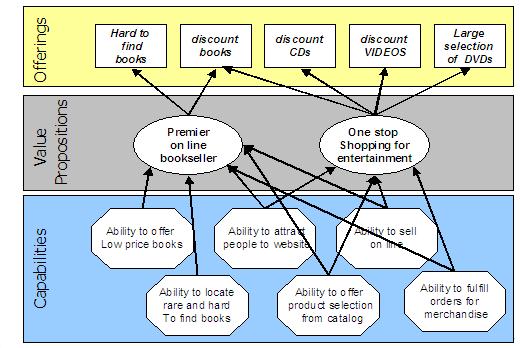 Offerings
Hard to
find
books
discount
books
discount
CDs
discount
VIDEOS
Large
selection
of DVDs
Value
Propositions
Premier
on line
bookseller
One stop
Shopping for
entertainment
Capabilities
Ability to offer
Low price books
Ability to attract
people to website
Ability to sell
on line
Ability to locate
rare and hard
To find books
Ability to offer
product selection
from catalog
Ability to fulfill
orders for
merchandise